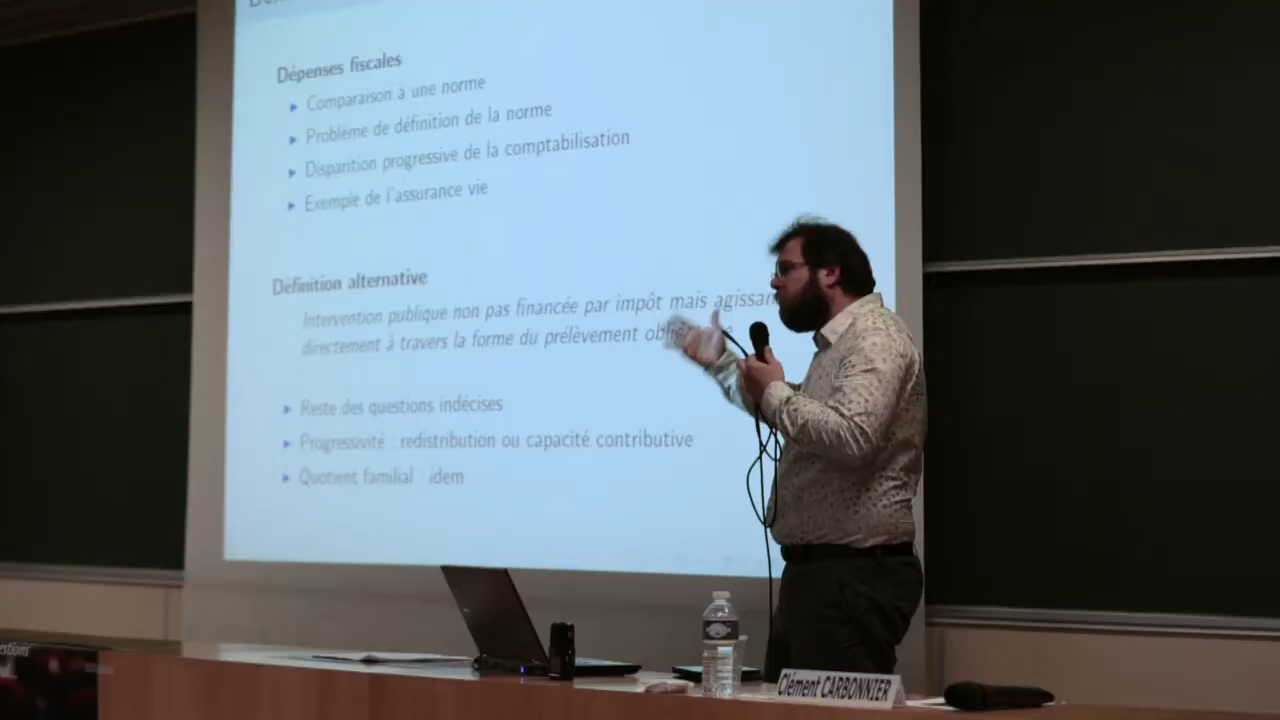 Dépenses fiscales
Comparaison à une norme
Problème de définition de la norme
Disparition progressive de la comptabilisation
Exemple de l'assurance vie
Définition alternative
Intervention publique non pas financée par impôt mais agissan
directement à travers la forme du prélèvement
Reste des questions indécises
Progressivité : redistribution ou capacité contributive
Quotient familial : idem
Clément CARBONNIER